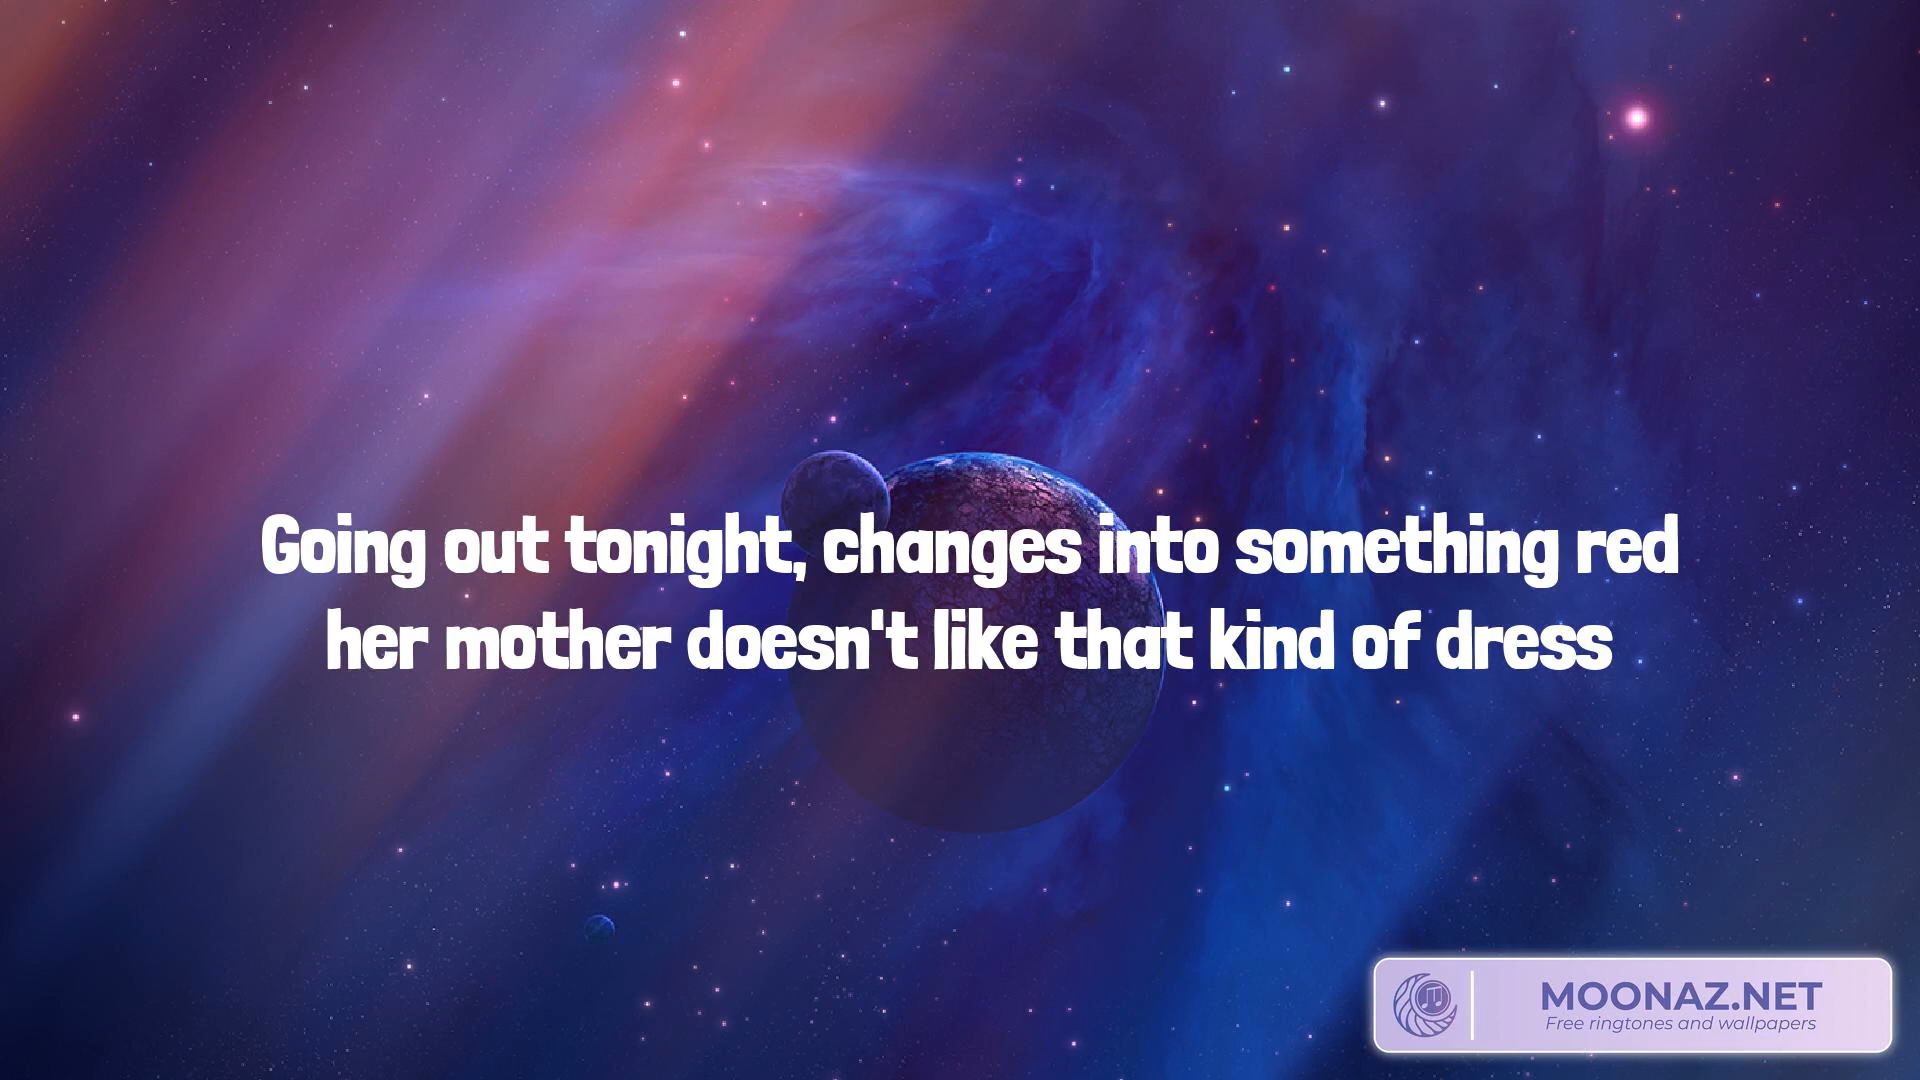 Going out tonight, changes into something red
her mother doesn't like that kind of dress
MOONAZ.NET
Free ringtones and wallpapers